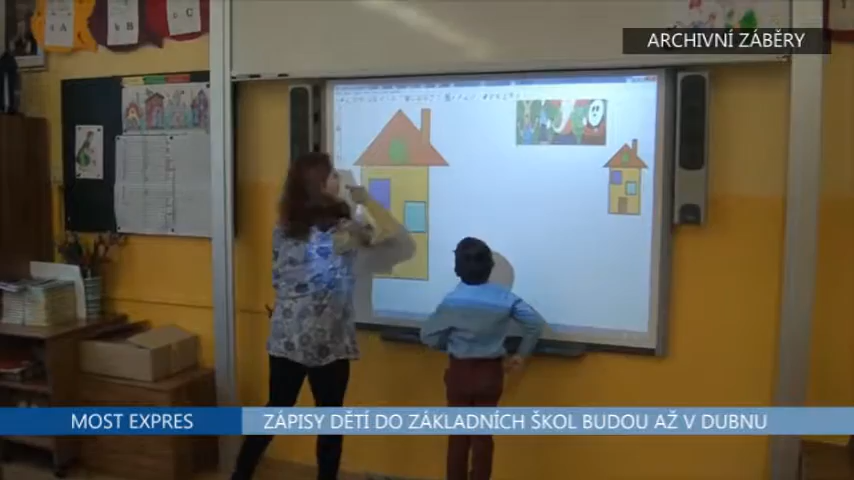 A
B
C
ARCHIVNÍ ZÁBĚRY
MOST EXPRES
ZÁPISY DĚTÍ DO ZÁKLADNÍCH ŠKOL BUDOU AŽ V DUBNU